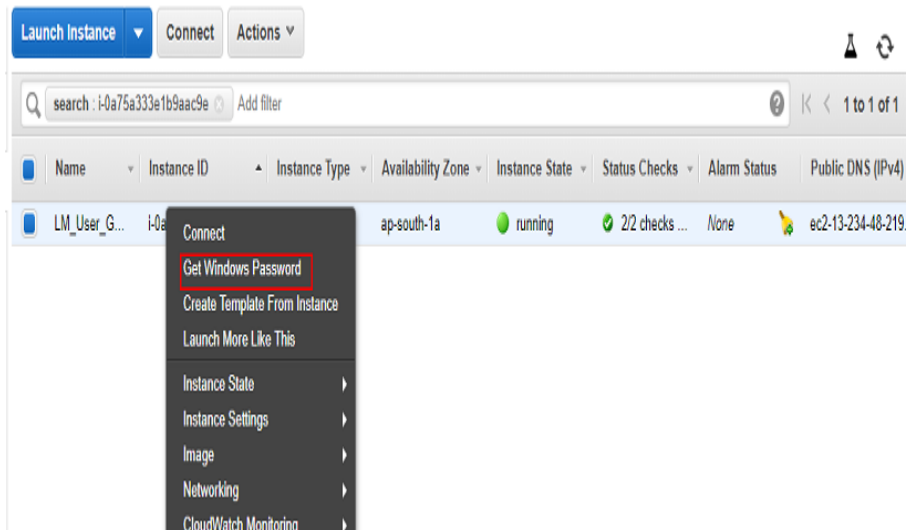 Launch Instance Connect Actions
search : i-0a75a333e1b9aac9e Add filter 1 to 1 of 1
Name Instance ID Instance Type Availability Zone Instance State Status Checks Alarm Status Public DNS (IPv4)
LM_User_G... i-0a ap-south-1a running 2/2 checks ... None ec2-13-234-48-219.
Connect
Get Windows Password
Create Template From Instance
Launch More Like This
Instance State
Instance Settings
Image
Networking
CloudWatch Monitoring